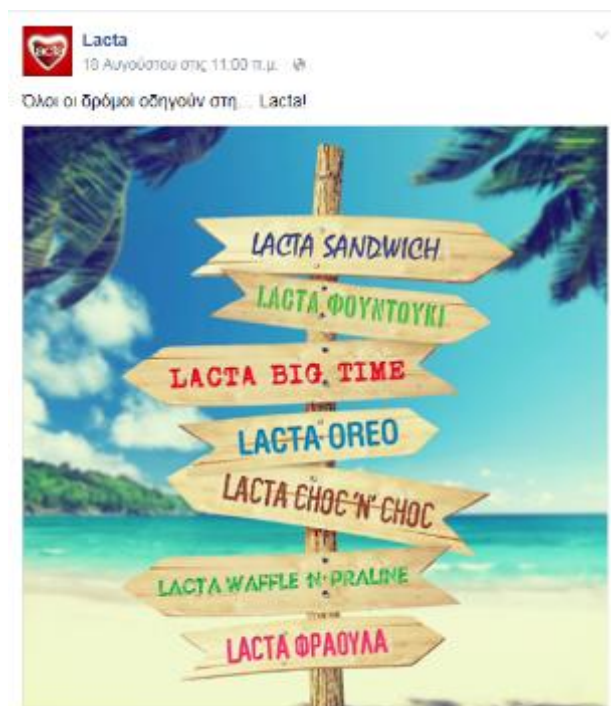 Lacta
18 Αυγούστου στις 11:00 π.μ.
Όλοι οι δρόμοι οδηγούν στη... Lacta!
LACTA SANDWICH
LACTA ΦΟΥΝΤΟΥΚΙ
LACTA BIG TIME
LACTA OREO
LACTA CHOC 'N' CHOC
LACTA WAFFLE N' PRALINE
LACTA ΦΡΑΟΥΛΑ